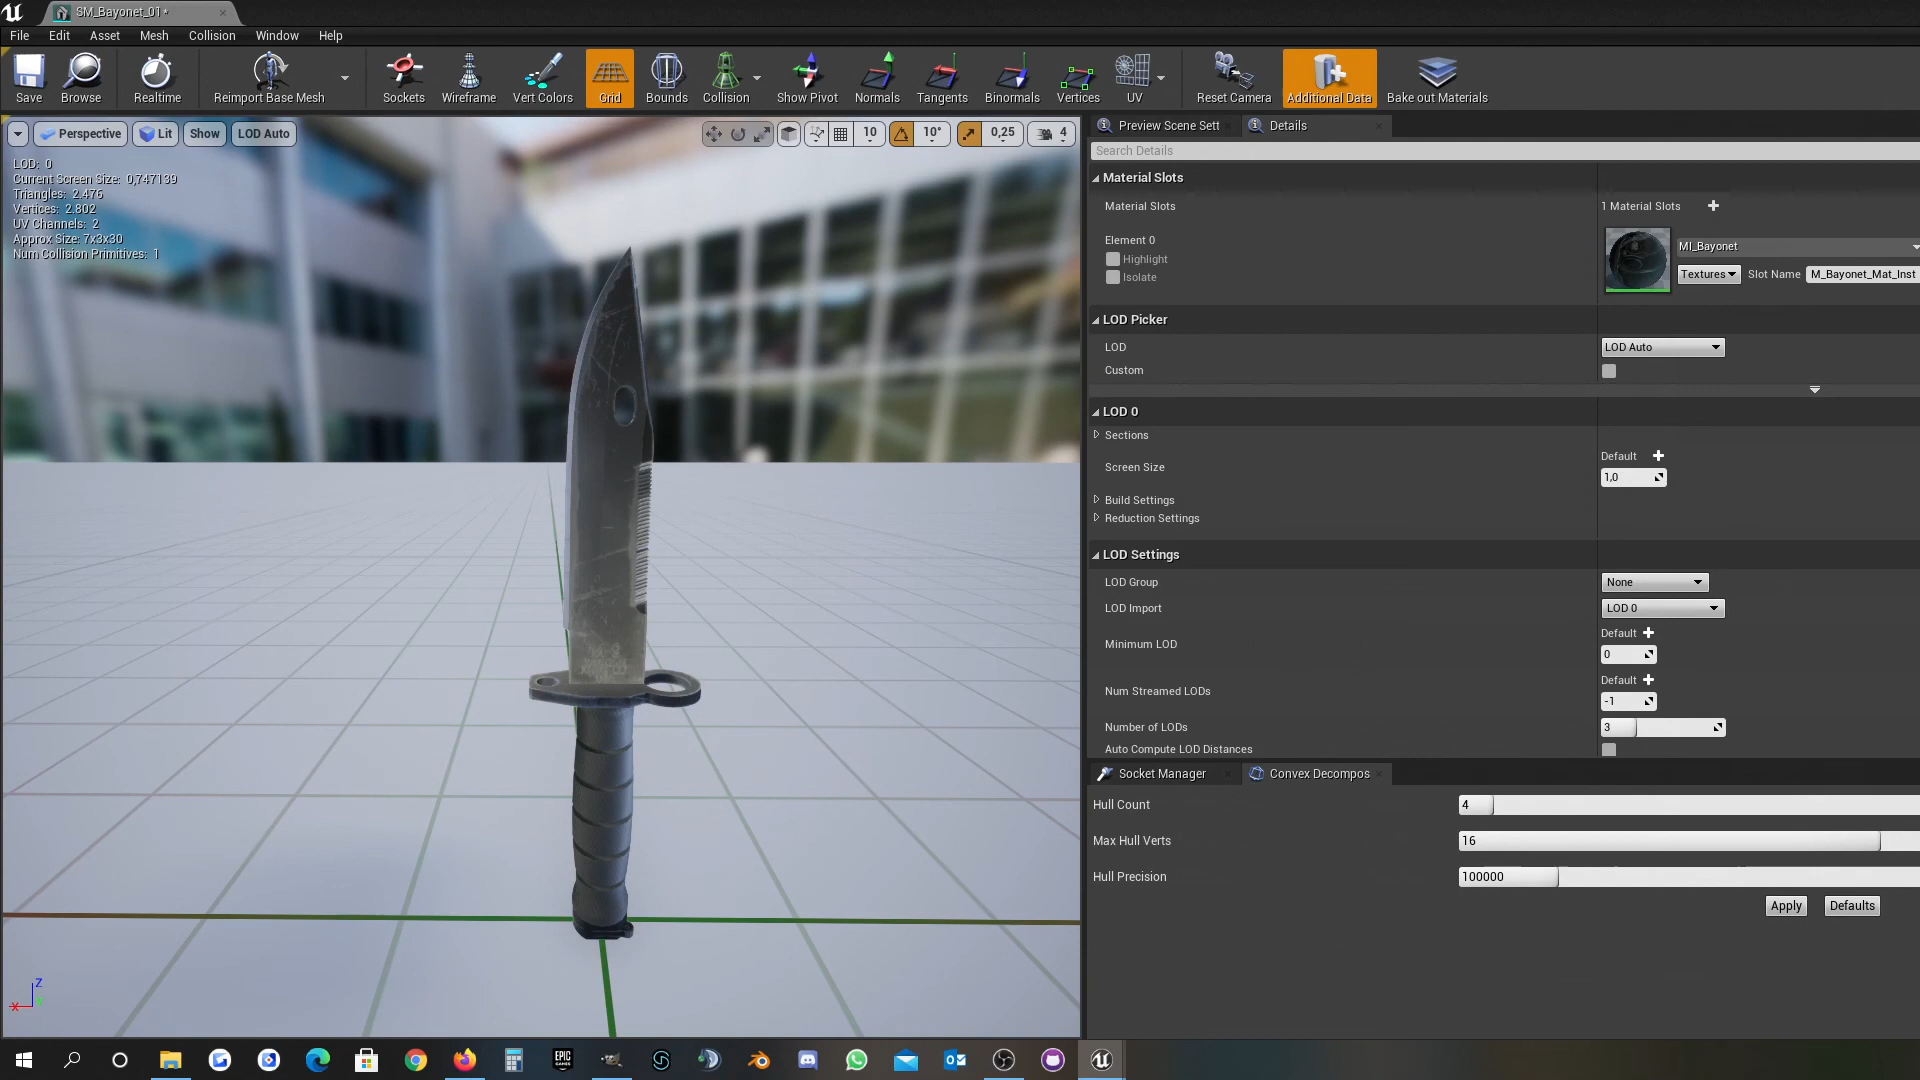 SM_Bayonet_01*
File Edit Asset Mesh Collision Window Help
Save Browse Realtime Reimport Base Mesh Sockets Wireframe Vert Colors Grid Bounds Collision Show Pivot Normals Tangents Binormals Vertices UV Reset Camera Additional Data Bake out Materials
Perspective Lit Show LOD Auto 10 10° 0,25 4
LOD: 0
Current Screen Size: 0,747139
Triangles: 2.476
Vertices: 2.802
UV Channels: 2
Approx Size: 7x3x30
Num Collision Primitives: 1
X Z Y
Preview Scene Sett Details
Search Details
Material Slots
Material Slots 1 Material Slots
Element 0
Highlight
Isolate
MI_Bayonet
Textures Slot Name M_Bayonet_Mat_Inst
LOD Picker
LOD LOD Auto
Custom
LOD 0
Sections
Screen Size Default
1,0
Build Settings
Reduction Settings
LOD Settings
LOD Group None
LOD Import LOD 0
Minimum LOD Default
0
Num Streamed LODs Default
-1
Number of LODs 3
Auto Compute LOD Distances
Socket Manager Convex Decompos
Hull Count 4
Max Hull Verts 16
Hull Precision 100000
Apply Defaults
EPIC GAMES